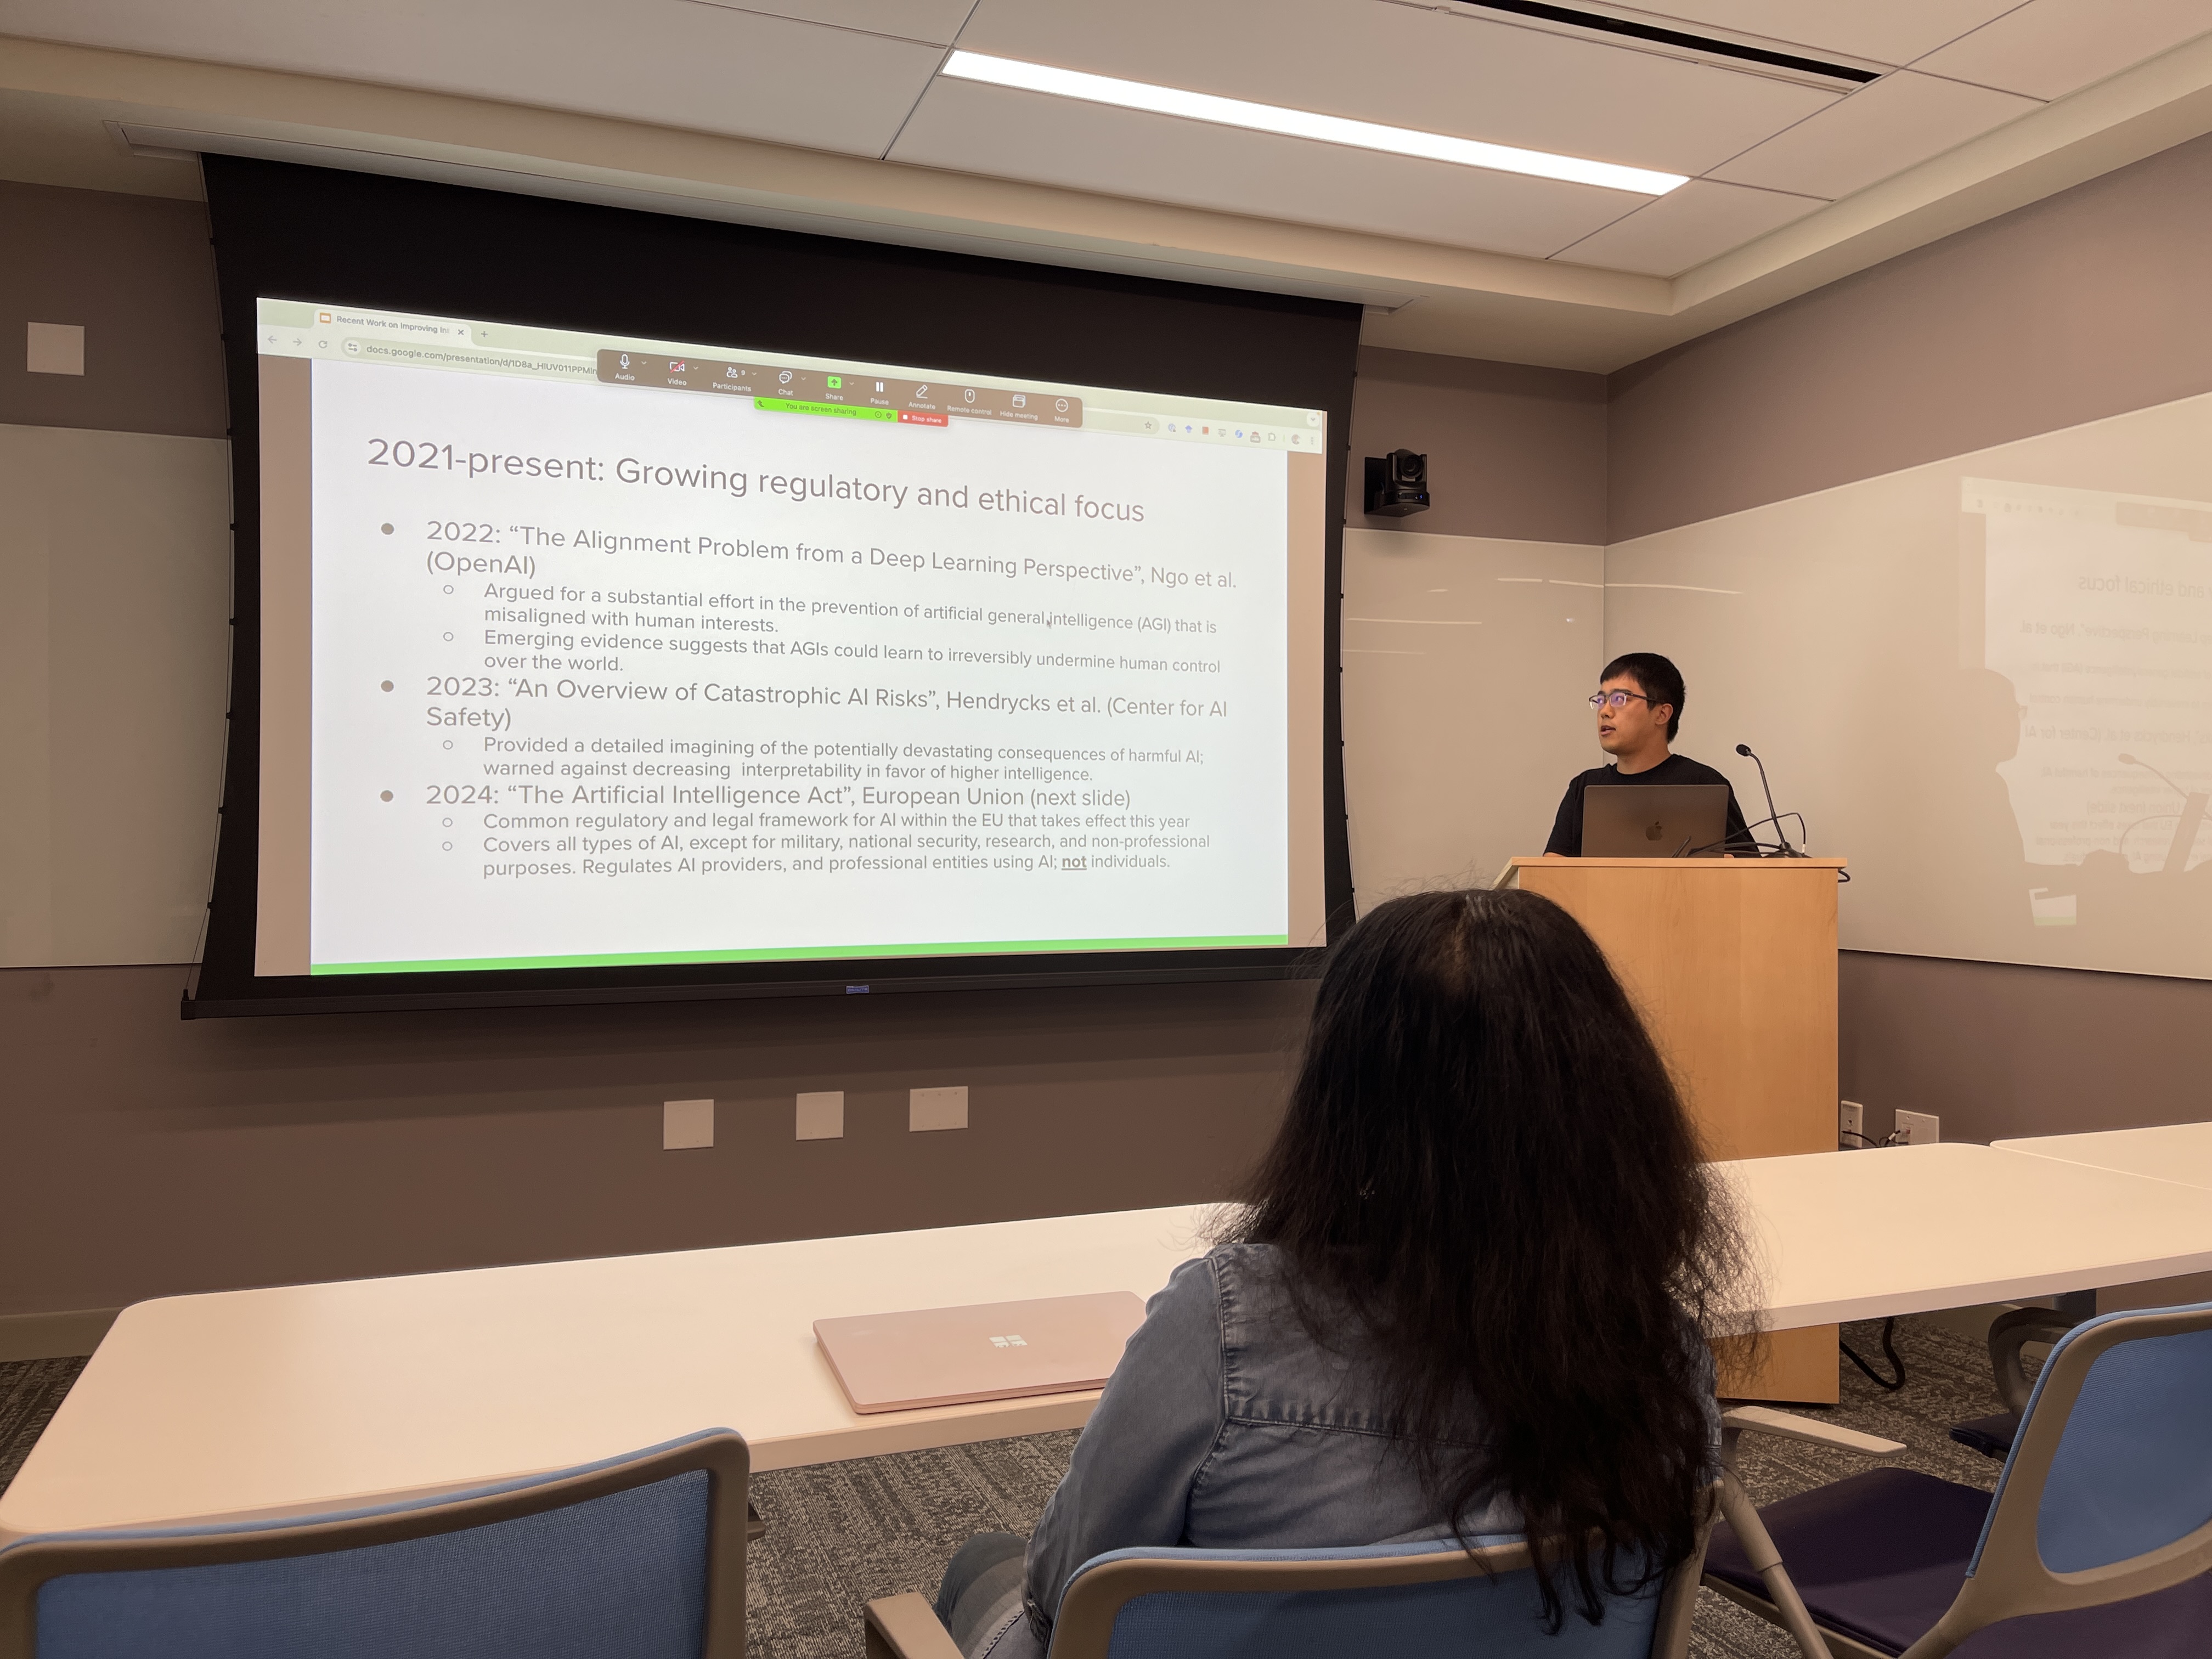 Recent Work on Improving Int
docs.google.com/presentation/d/1D8a_HIUV011PPMIn
Audio
Video
Participants
9
Chat
Share
Pause
Annotate
Remote control
Hide meeting
More
You are screen sharing
Stop share
2021-present: Growing regulatory and ethical focus
2022: “The Alignment Problem from a Deep Learning Perspective”, Ngo et al.
(OpenAI)
Argued for a substantial effort in the prevention of artificial general intelligence (AGI) that is
misaligned with human interests.
Emerging evidence suggests that AGIs could learn to irreversibly undermine human control
over the world.
2023: “An Overview of Catastrophic AI Risks”, Hendrycks et al. (Center for AI
Safety)
Provided a detailed imagining of the potentially devastating consequences of harmful AI;
warned against decreasing interpretability in favor of higher intelligence.
2024: “The Artificial Intelligence Act”, European Union (next slide)
Common regulatory and legal framework for AI within the EU that takes effect this year
Covers all types of AI, except for military, national security, research, and non-professional
purposes. Regulates AI providers, and professional entities using AI; not individuals.